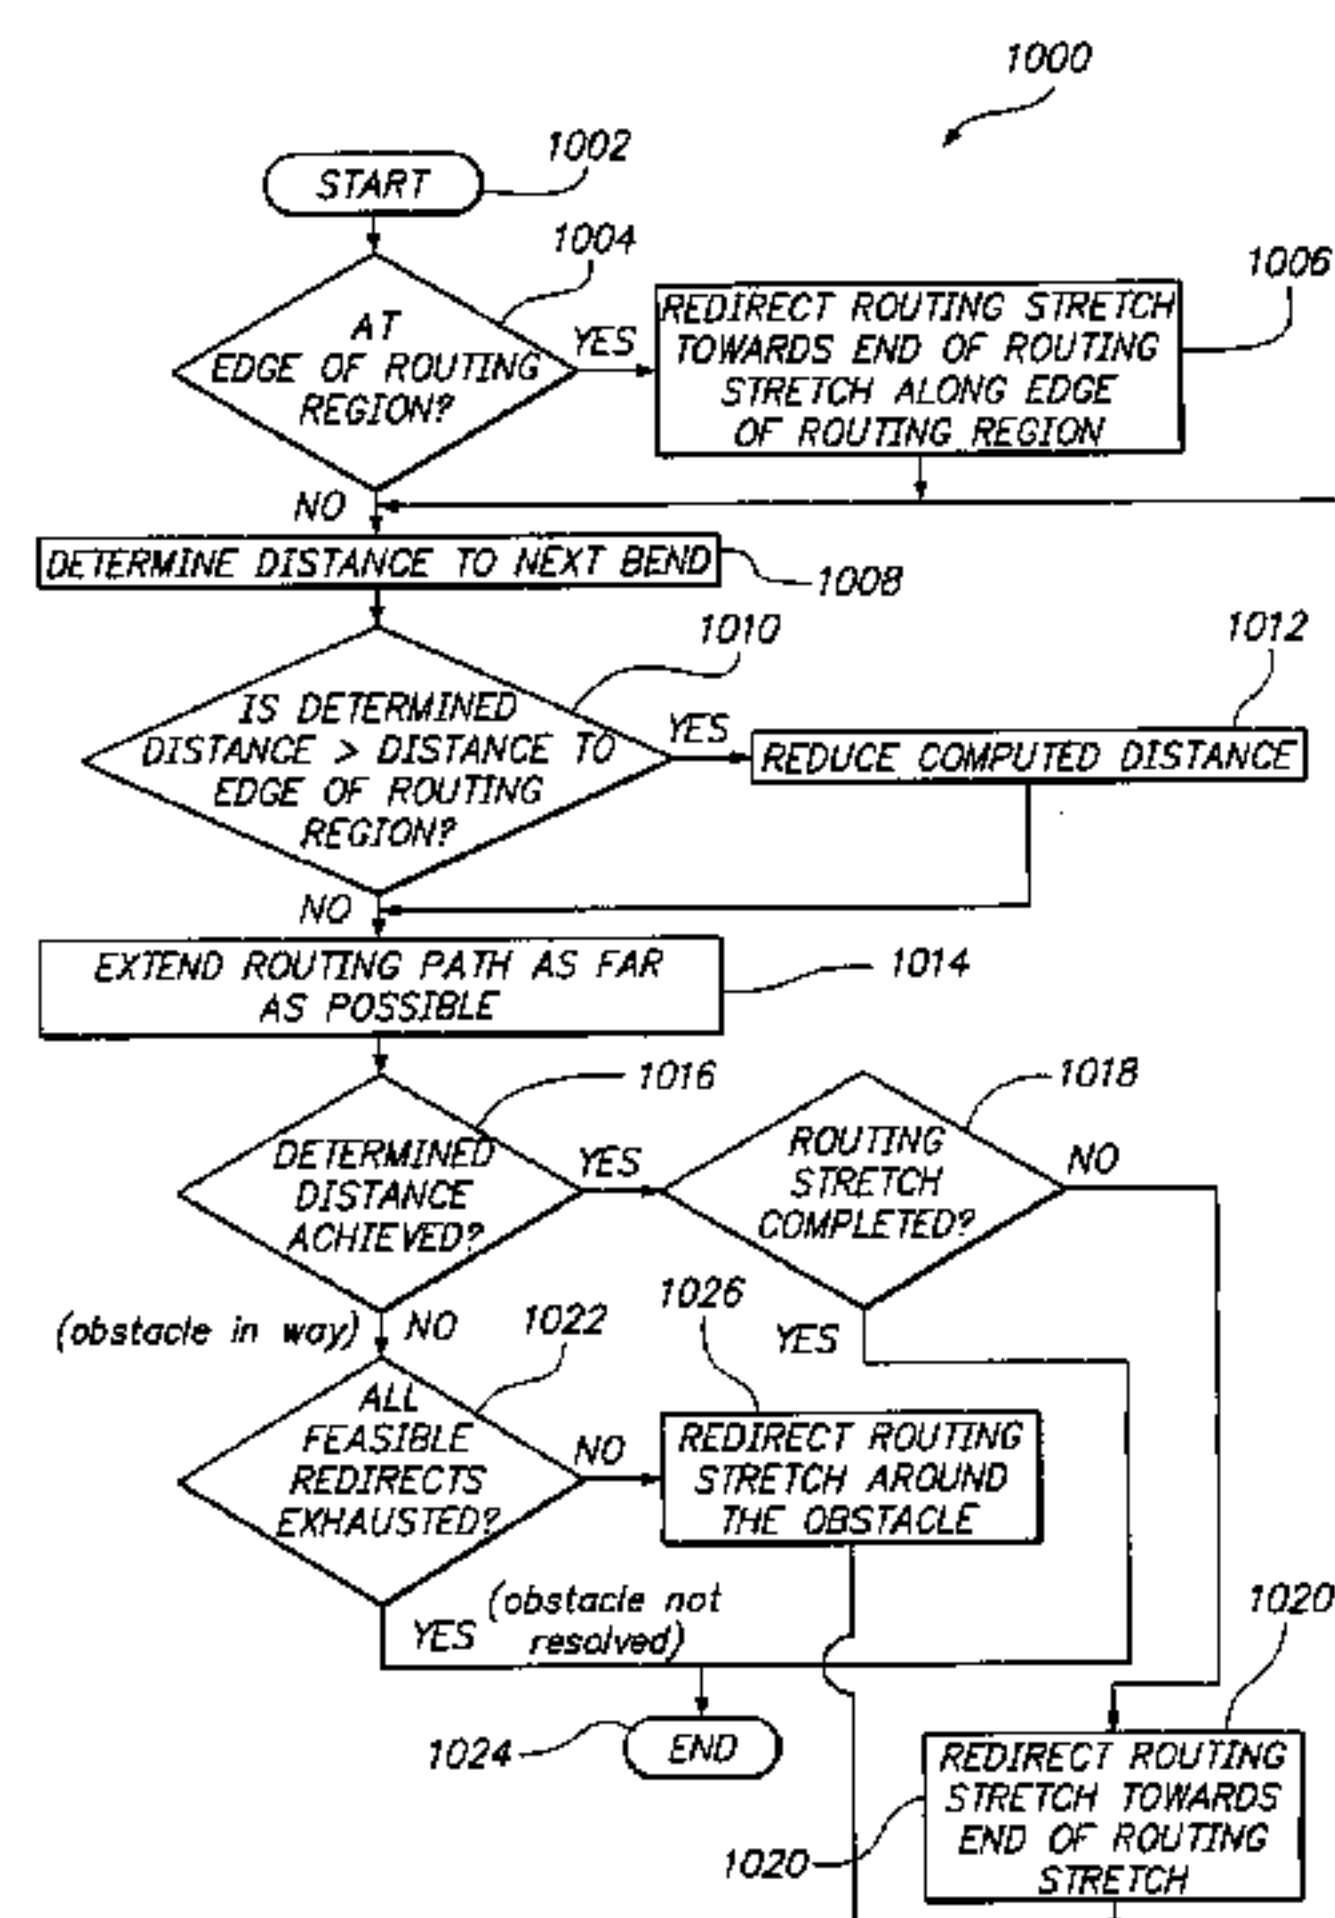 1000
START
1002
1004
AT
EDGE OF ROUTING
REGION?
YES
REDIRECT ROUTING STRETCH
TOWARDS END OF ROUTING
STRETCH ALONG EDGE
OF ROUTING REGION
1006
NO
DETERMINE DISTANCE TO NEXT BEND
1008
1010
IS DETERMINED
DISTANCE > DISTANCE TO
EDGE OF ROUTING
REGION?
YES
1012
REDUCE COMPUTED DISTANCE
NO
EXTEND ROUTING PATH AS FAR
AS POSSIBLE
1014
1016
DETERMINED
DISTANCE
ACHIEVED?
YES
1018
ROUTING
STRETCH
COMPLETED?
NO
YES
(obstacle in way)
NO
1022
ALL
FEASIBLE
REDIRECTS
EXHAUSTED?
NO
1026
REDIRECT ROUTING
STRETCH AROUND
THE OBSTACLE
YES
(obstacle not
resolved)
END
1024
1020
REDIRECT ROUTING
STRETCH TOWARDS
END OF ROUTING
STRETCH
1020